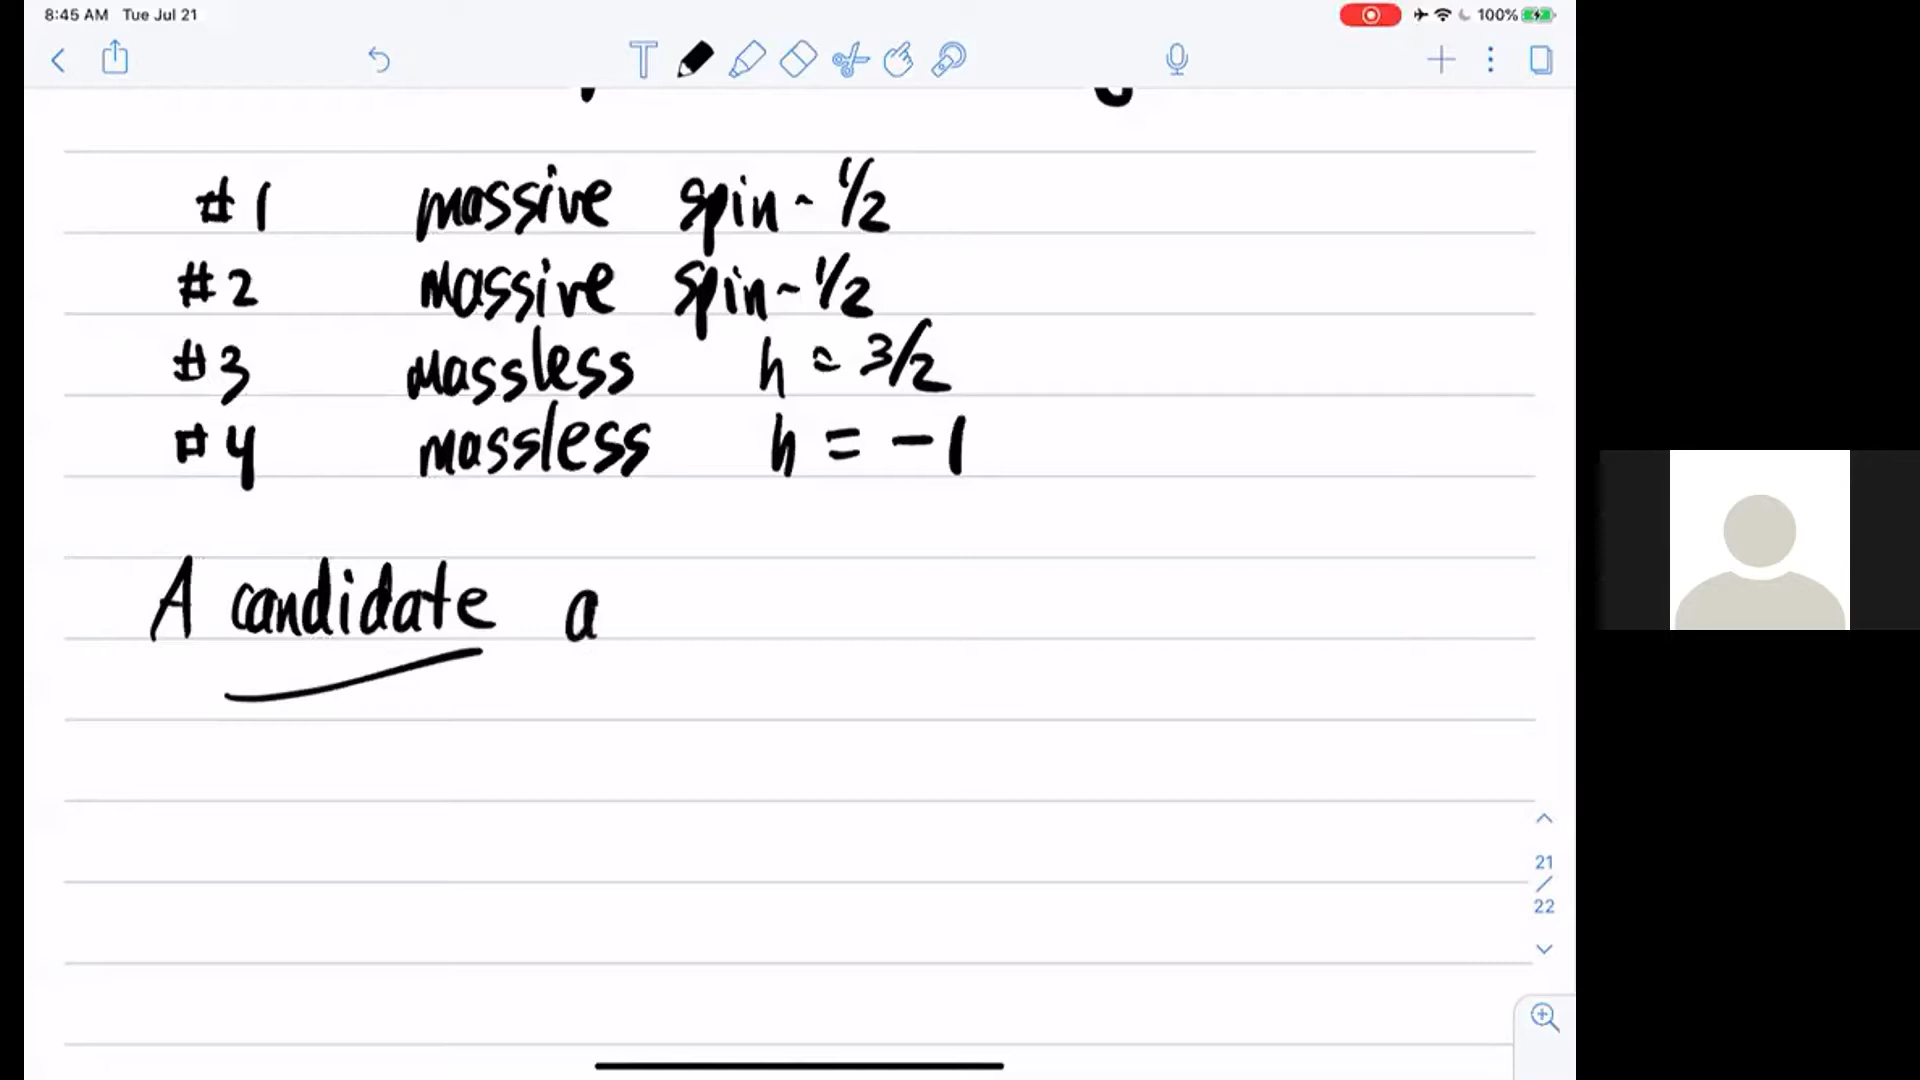 8:45 AM Tue Jul 21 100%
#1 massive spin-1/2
#2 massive spin-1/2
#3 massless h = 3/2
#4 massless h = -1
A candidate a
21
/
22